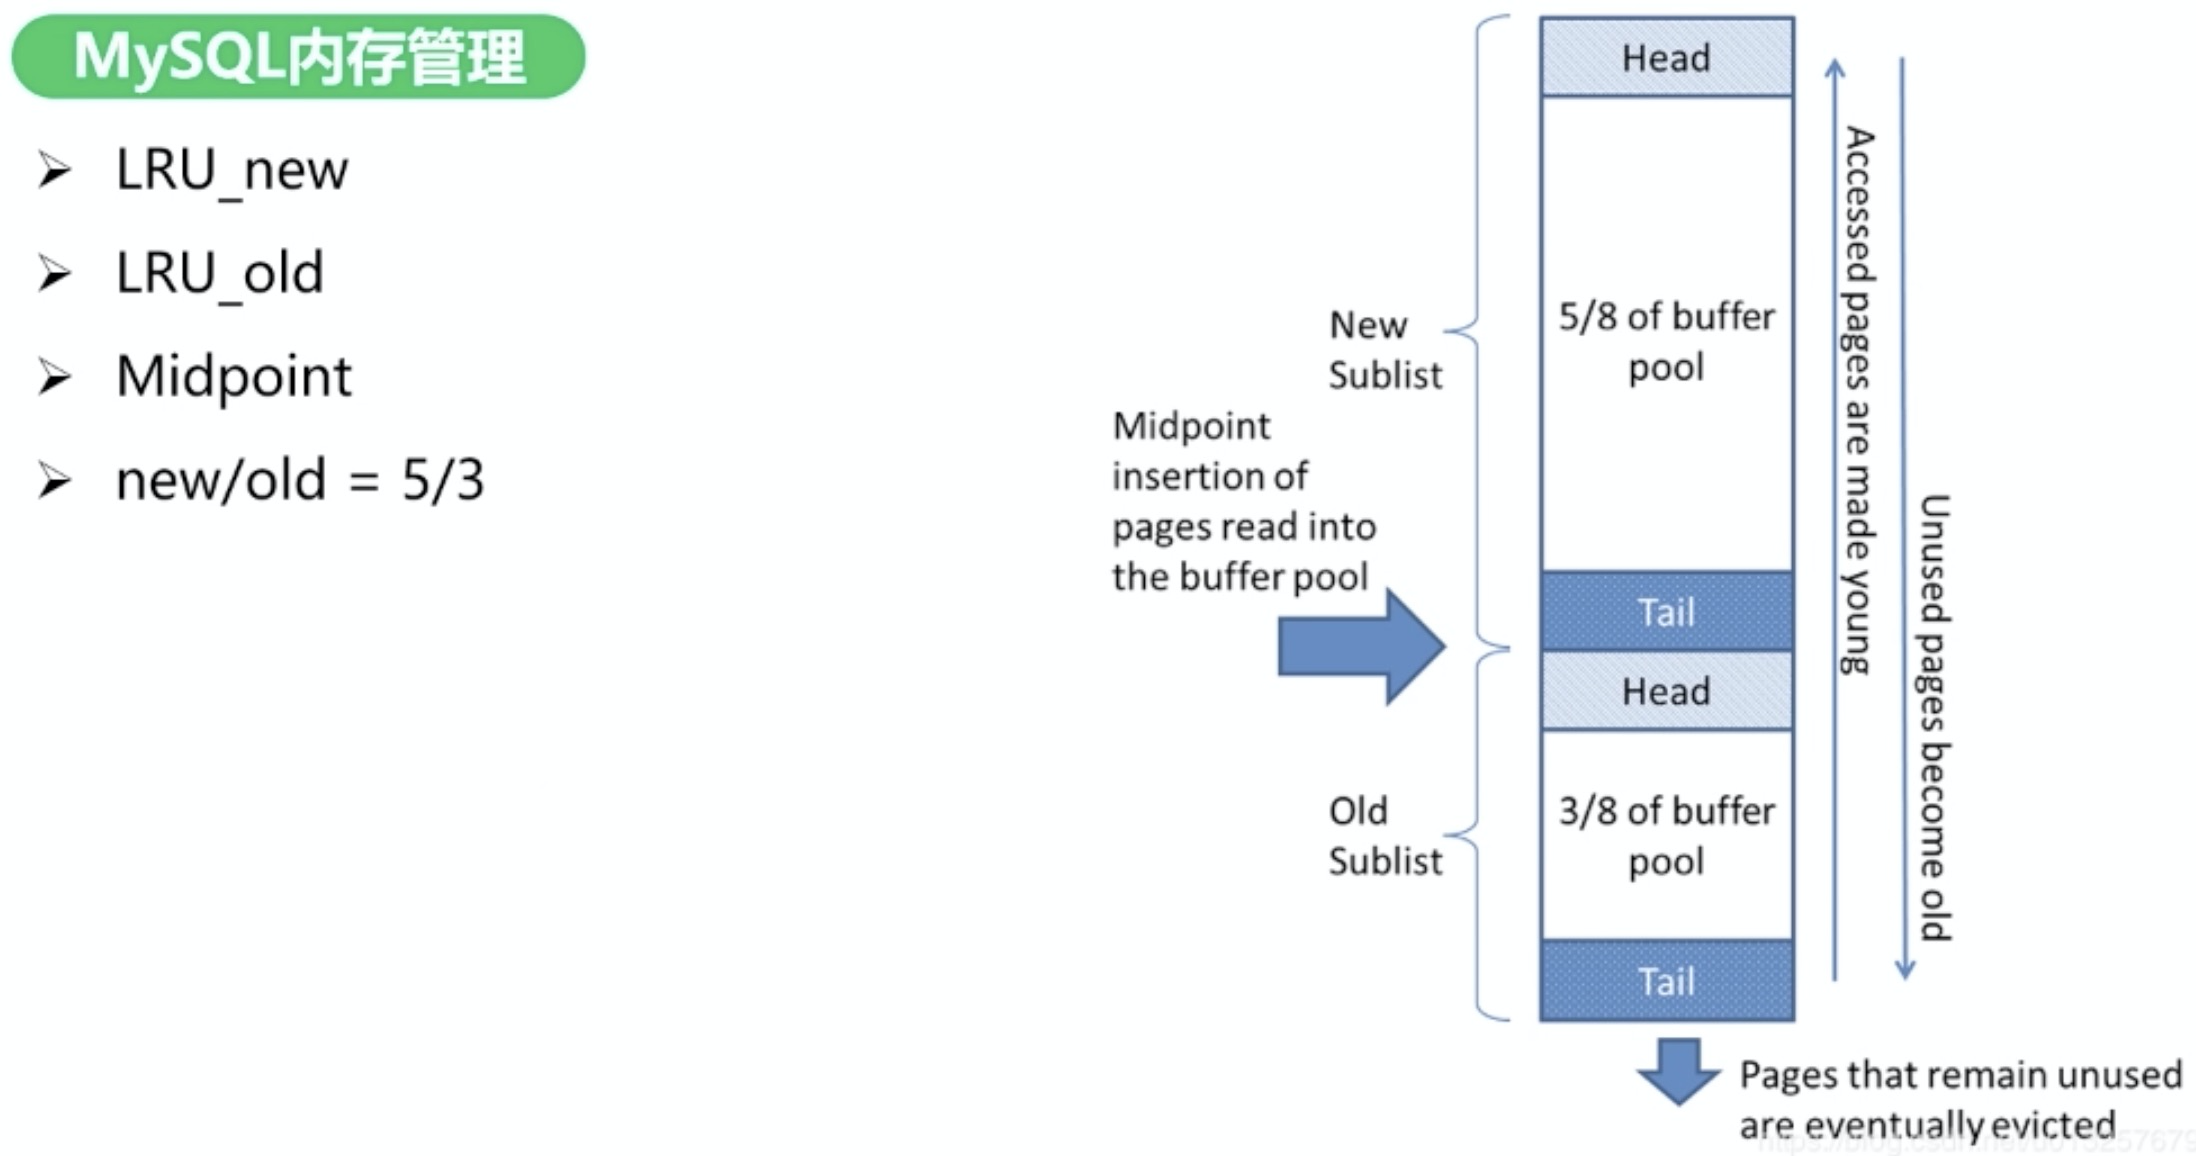 MySQL内存管理
➢ LRU_new
➢ LRU_old
➢ Midpoint
➢ new/old = 5/3
Head
5/8 of buffer
pool
New
Sublist
Midpoint
insertion of
pages read into
the buffer pool
Tail
Head
Old
Sublist
3/8 of buffer
pool
Tail
Accessed pages are made young
Unused pages become old
Pages that remain unused
are eventually evicted